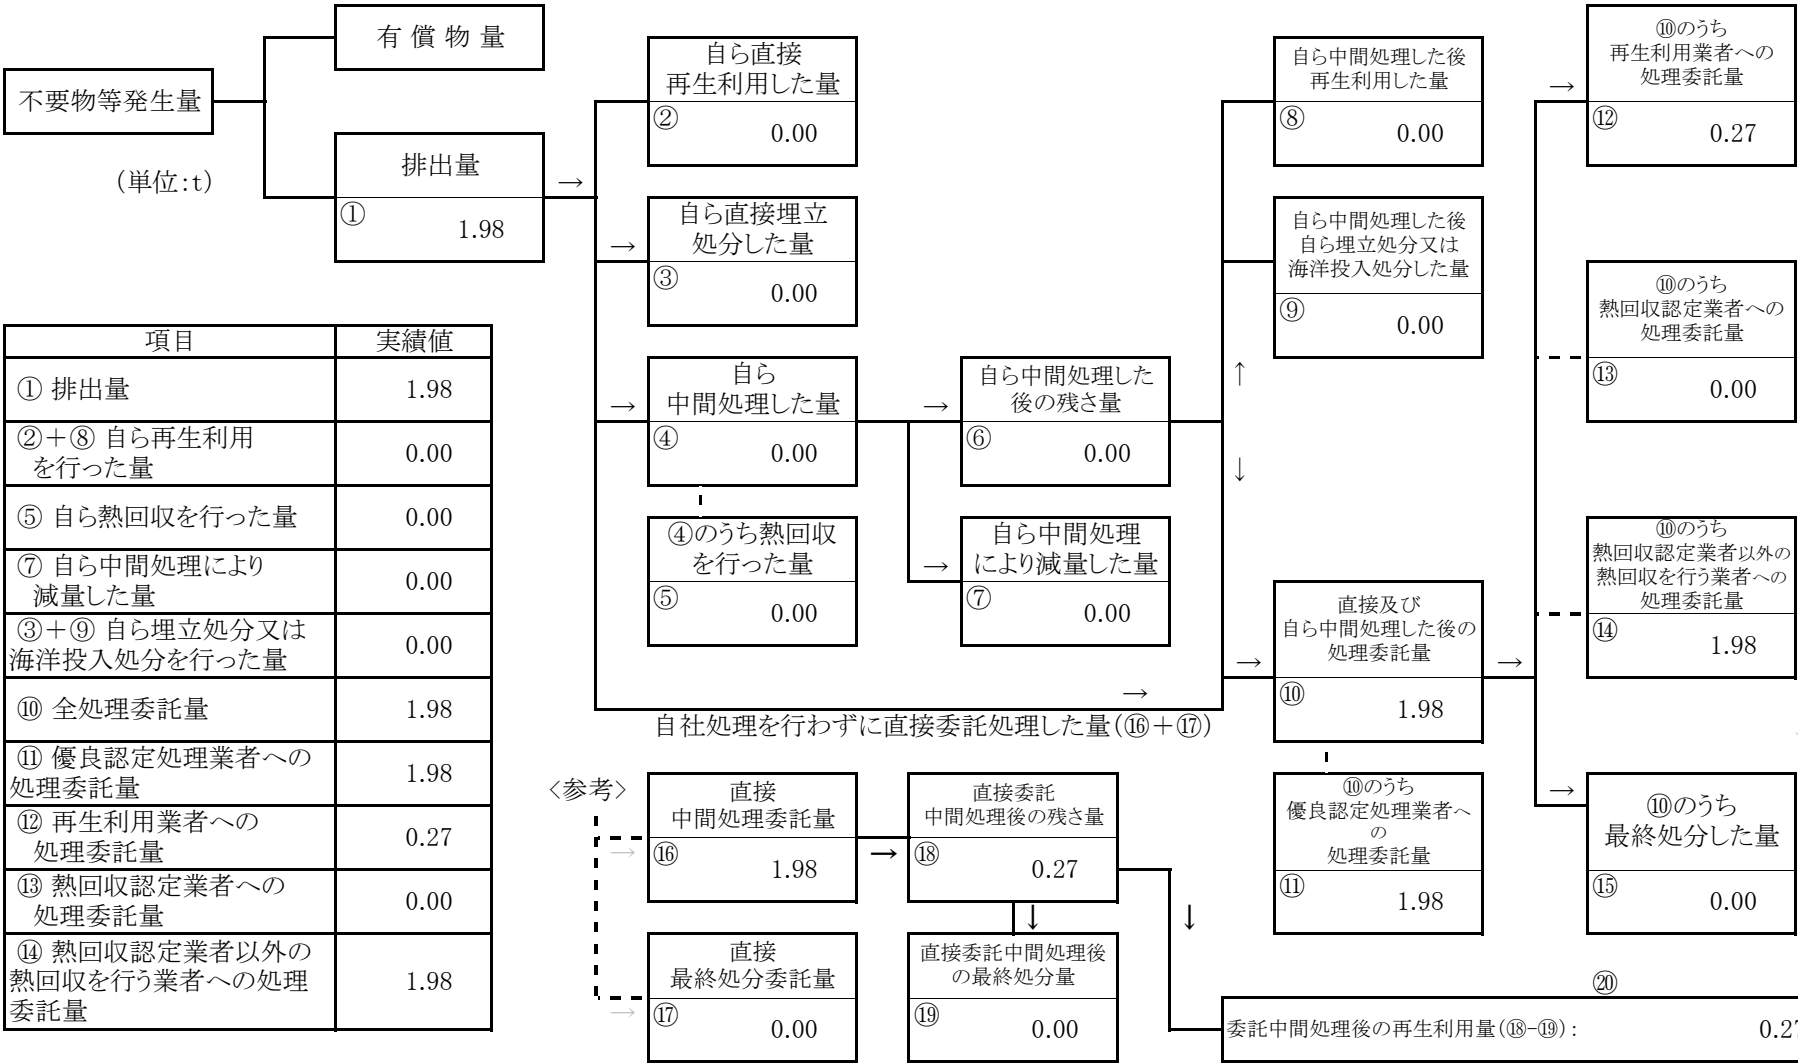 有 償 物 量
不要物等発生量
(単位:t)
排出量
①
1.98
→
自ら直接
再生利用した量
②
0.00
→
自ら直接埋立
処分した量
③
0.00
→
自ら
中間処理した量
④
0.00
④のうち熱回収
を行った量
⑤
0.00
→
自ら中間処理した
後の残さ量
⑥
0.00
→
自ら中間処理
により減量した量
⑦
0.00
自ら中間処理した後
再生利用した量
⑧
0.00
自ら中間処理した後
自ら埋立処分又は
海洋投入処分した量
⑨
0.00
↑
↓
→
自社処理を行わずに直接委託処理した量(⑯+⑰)
→
直接及び
自ら中間処理した後の
処理委託量
⑩
1.98
→
⑩のうち
優良認定処理業者へ
の
処理委託量
⑪
1.98
→
⑩のうち
再生利用業者への
処理委託量
⑫
0.27
⑩のうち
熱回収認定業者への
処理委託量
⑬
0.00
⑩のうち
熱回収認定業者以外の
熱回収を行う業者への
処理委託量
⑭
1.98
→
⑩のうち
最終処分した量
⑮
0.00
項目 実績値
① 排出量 1.98
②+⑧ 自ら再生利用
を行った量 0.00
⑤ 自ら熱回収を行った量 0.00
⑦ 自ら中間処理により
減量した量 0.00
③+⑨ 自ら埋立処分又は
海洋投入処分を行った量 0.00
⑩ 全処理委託量 1.98
⑪ 優良認定処理業者への
処理委託量 1.98
⑫ 再生利用業者への
処理委託量 0.27
⑬ 熱回収認定業者への
処理委託量 0.00
⑭ 熱回収認定業者以外の
熱回収を行う業者への処理
委託量 1.98
<参考>
→
直接
中間処理委託量
⑯
1.98
→
直接委託
中間処理後の残さ量
⑱
0.27
↓
↓
→
直接
最終処分委託量
⑰
0.00
直接委託中間処理後
の最終処分量
⑲
0.00
⑳
委託中間処理後の再生利用量(⑱-⑲): 0.27